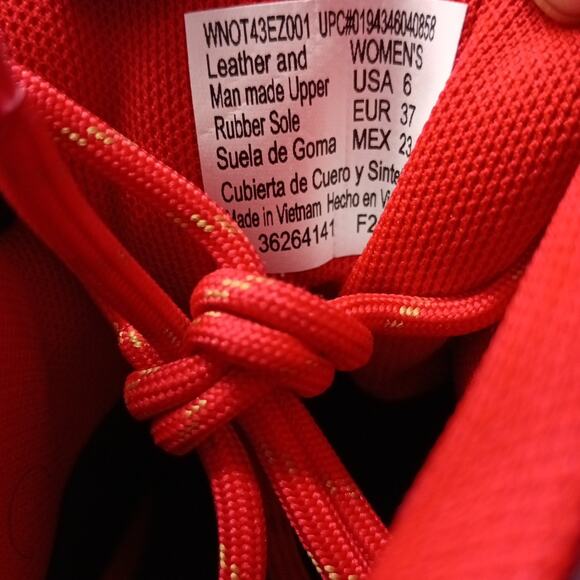 WNOT43EZ001 UPC#0194346040858
Leather and WOMEN'S
Man made Upper USA 6
Rubber Sole EUR 37
Suela de Goma MEX 23
Cubierta de Cuero y
Made in Vietnam Hecho en
36264141